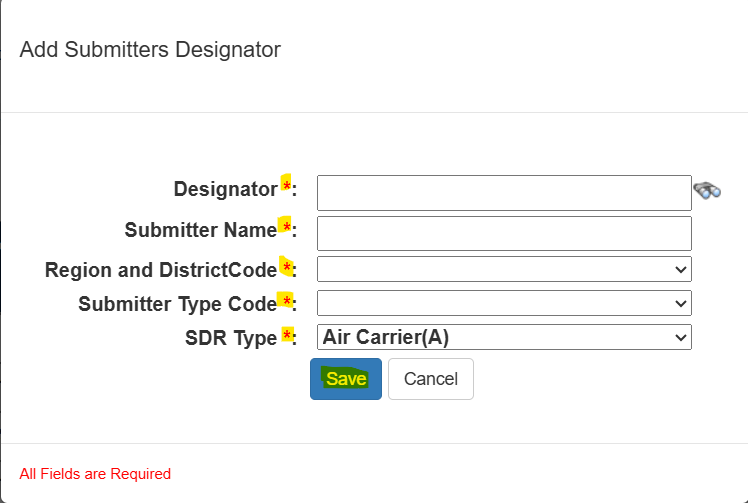 Add Submitters Designator
Designator *:
Submitter Name *:
Region and DistrictCode *:
Submitter Type Code *:
SDR Type *: Air Carrier(A)
Save Cancel
All Fields are Required